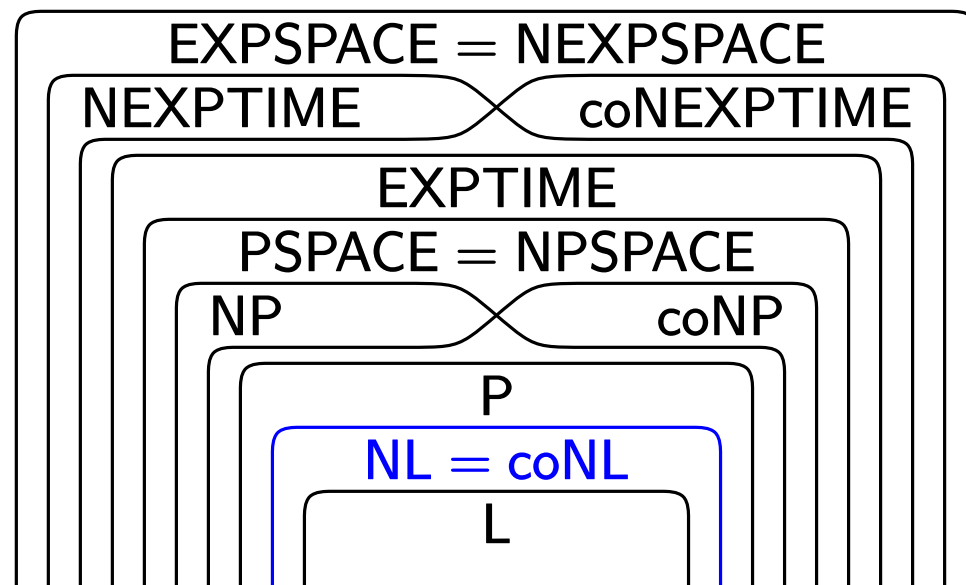 EXPSPACE = NEXPSPACE
NEXPTIME coNEXPTIME
EXPTIME
PSPACE = NPSPACE
NP coNP
P
NL = coNL
L